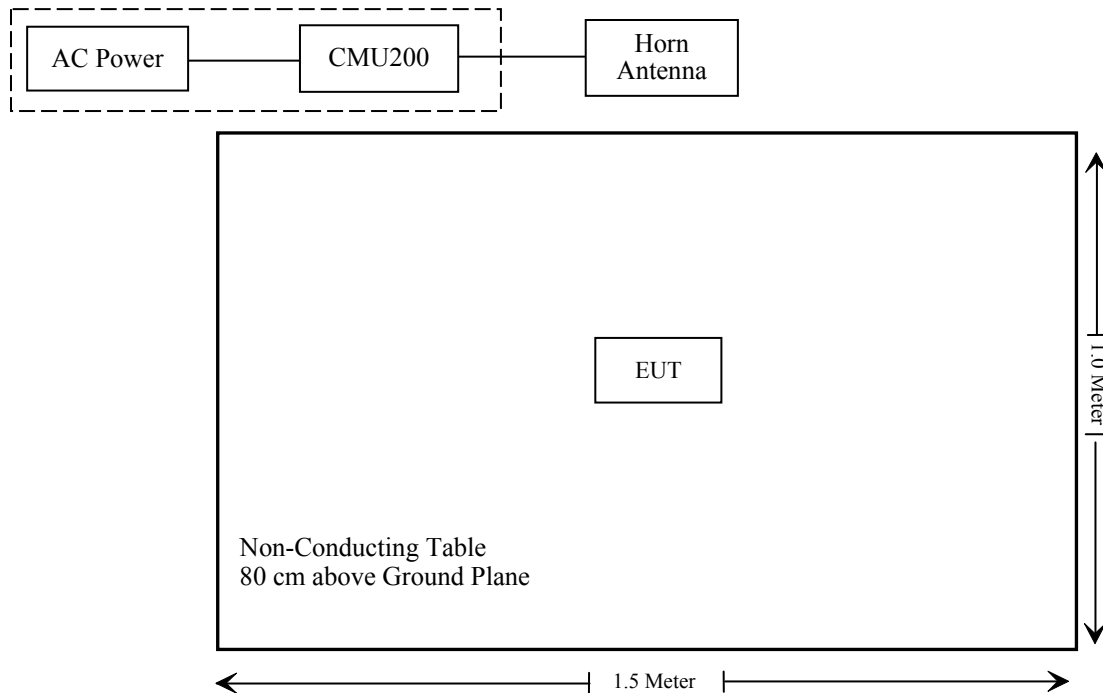 AC Power
CMU200
Horn
Antenna
EUT
1.0 Meter
Non-Conducting Table
80 cm above Ground Plane
1.5 Meter